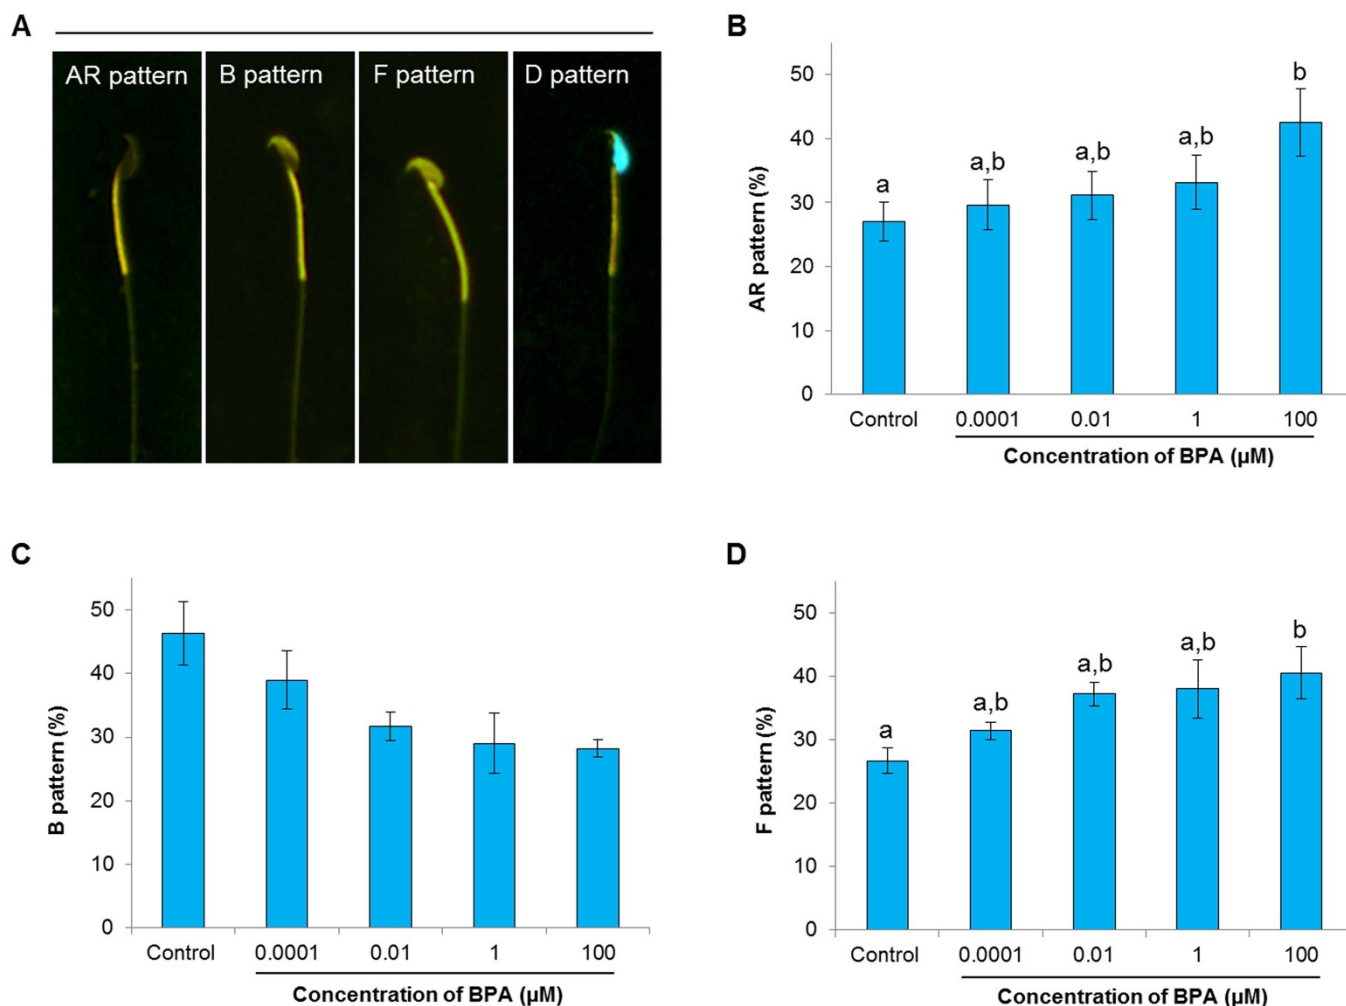 A
AR pattern
B pattern
F pattern
D pattern
B
AR pattern (%)
50
40
30
20
10
0
a
a,b
a,b
a,b
b
Control
0.0001
0.01
1
100
Concentration of BPA (µM)
C
B pattern (%)
50
40
30
20
10
0
Control
0.0001
0.01
1
100
Concentration of BPA (µM)
D
F pattern (%)
50
40
30
20
10
0
a
a,b
a,b
a,b
b
Control
0.0001
0.01
1
100
Concentration of BPA (µM)